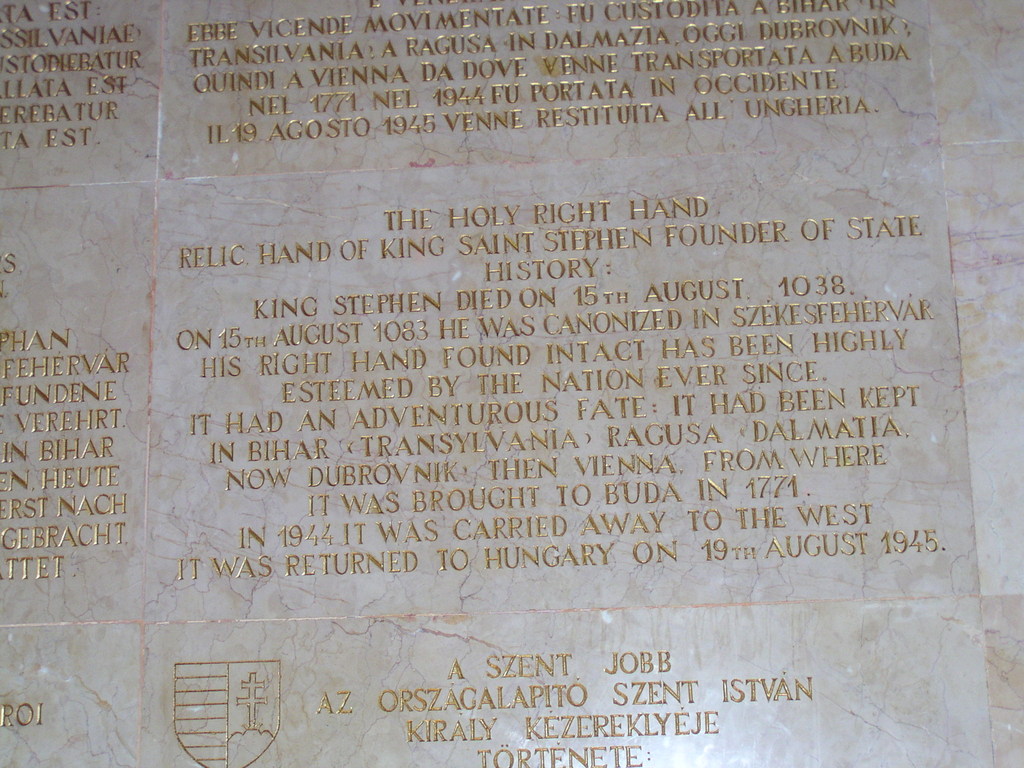 TA EST:
SSILVANIAE
USTODIEBATUR
LLATA EST
EREBATUR
TA EST.
EBBE VICENDE MOVIMENTATE: FU CUSTODITA A BIHAR IN
TRANSILVANIA, A RAGUSA IN DALMAZIA, OGGI DUBROVNIK,
QUINDI A VIENNA DA DOVE VENNE TRANSPORTATA A BUDA
NEL 1771. NEL 1944 FU PORTATA IN OCCIDENTE.
IL 19 AGOSTO 1945 VENNE RESTITUITA ALL' UNGHERIA.
THE HOLY RIGHT HAND
RELIC HAND OF KING SAINT STEPHEN FOUNDER OF STATE
HISTORY:
KING STEPHEN DIED ON 15TH AUGUST. 1038.
ON 15TH AUGUST 1083 HE WAS CANONIZED IN SZÉKESFEHÉRVÁR
HIS RIGHT HAND FOUND INTACT HAS BEEN HIGHLY
ESTEEMED BY THE NATION EVER SINCE.
IT HAD AN ADVENTUROUS FATE: IT HAD BEEN KEPT
IN BIHAR (TRANSYLVANIA) RAGUSA (DALMATIA,
NOW DUBROVNIK) THEN VIENNA, FROM WHERE
IT WAS BROUGHT TO BUDA IN 1771.
IN 1944 IT WAS CARRIED AWAY TO THE WEST
IT WAS RETURNED TO HUNGARY ON 19TH AUGUST 1945.
S.
PHAN
FEHÉRVÁR
FUNDENE
VEREHRT.
IN BIHAR
EN, HEUTE
ERST NACH
GEBRACHT.
ATTET.
ROI
A SZENT JOBB
AZ ORSZÁGALAPITÓ SZENT ISTVÁN
KIRÁLY KÉZEREKLYÉJE
TÖRTÉNETE: